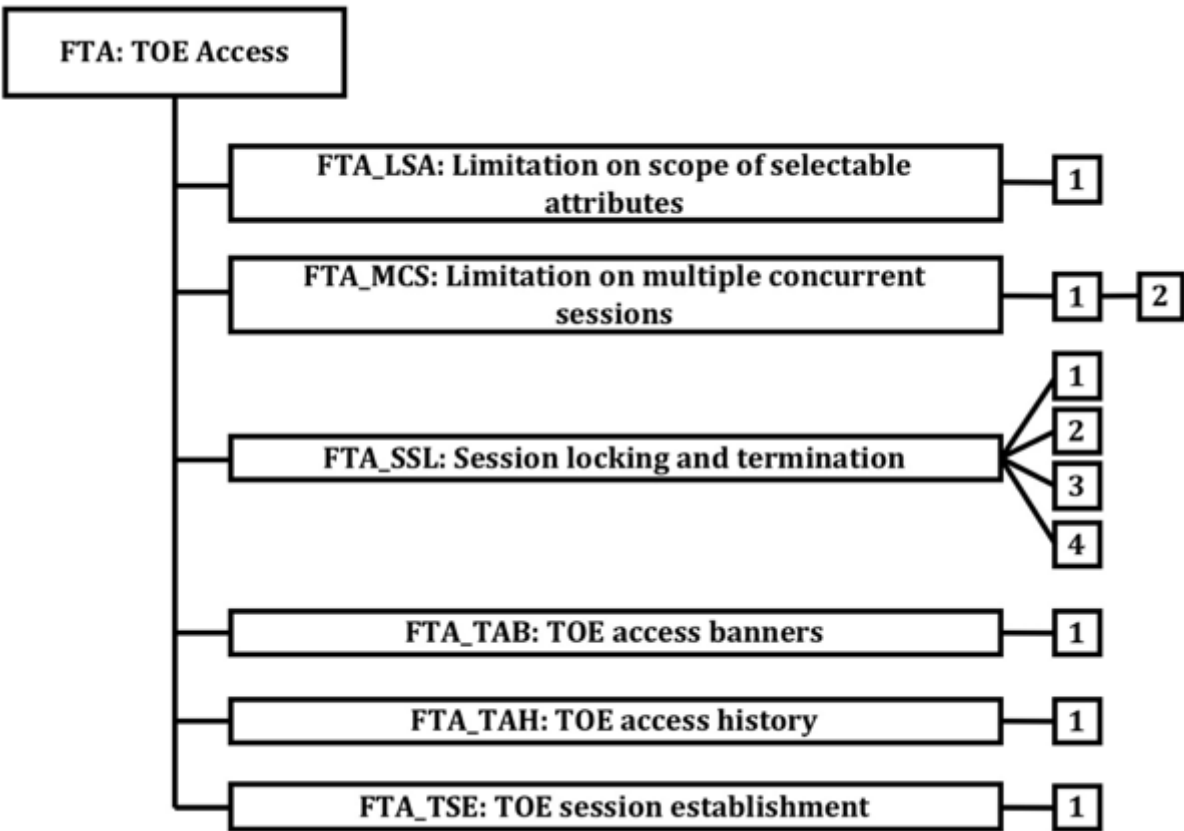 FTA: TOE Access
FTA_LSA: Limitation on scope of selectable
attributes
1
FTA_MCS: Limitation on multiple concurrent
sessions
1
2
1
2
FTA_SSL: Session locking and termination
3
4
FTA_TAB: TOE access banners
1
FTA_TAH: TOE access history
1
FTA_TSE: TOE session establishment
1